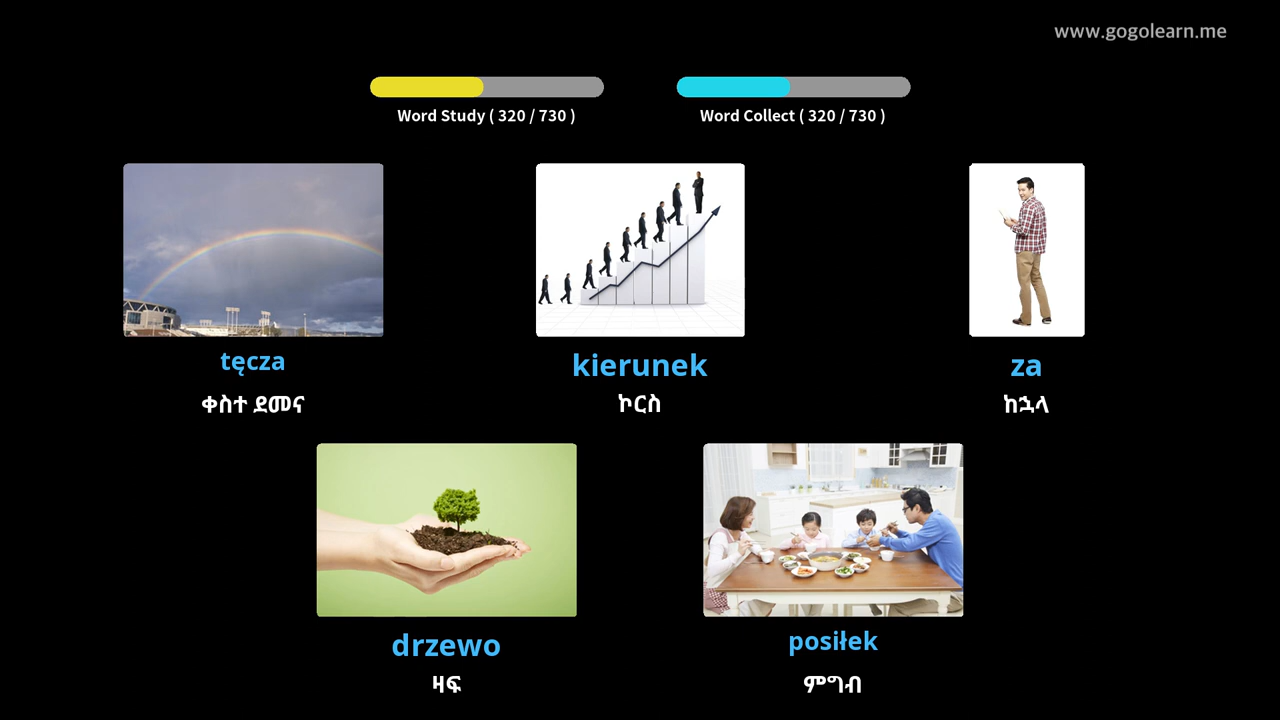 www.gogolearn.me
Word Study ( 320 / 730 )
Word Collect ( 320 / 730 )
tęcza
ቀስተ ደመና
kierunek
ኮርስ
za
ከኋላ
drzewo
ዛፍ
posiłek
ምግብ